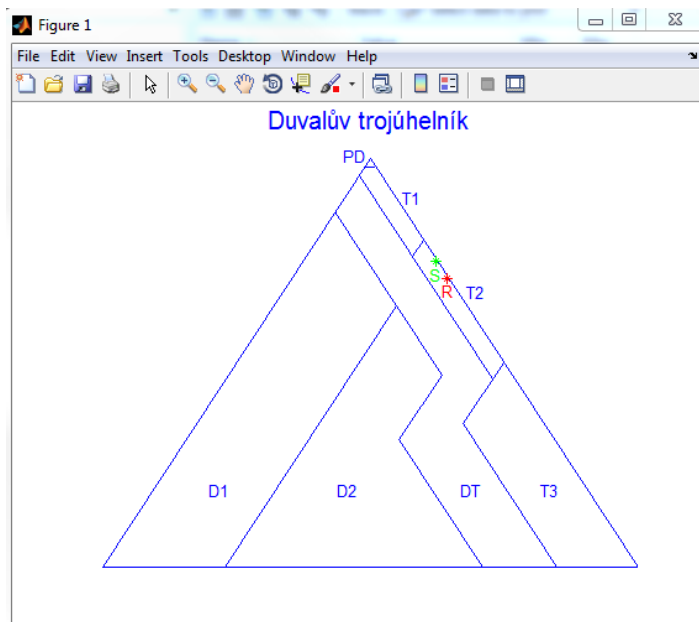 Figure 1
File Edit View Insert Tools Desktop Window Help
Duvalův trojúhelník
PD
T1
S
R
T2
D1
D2
DT
T3